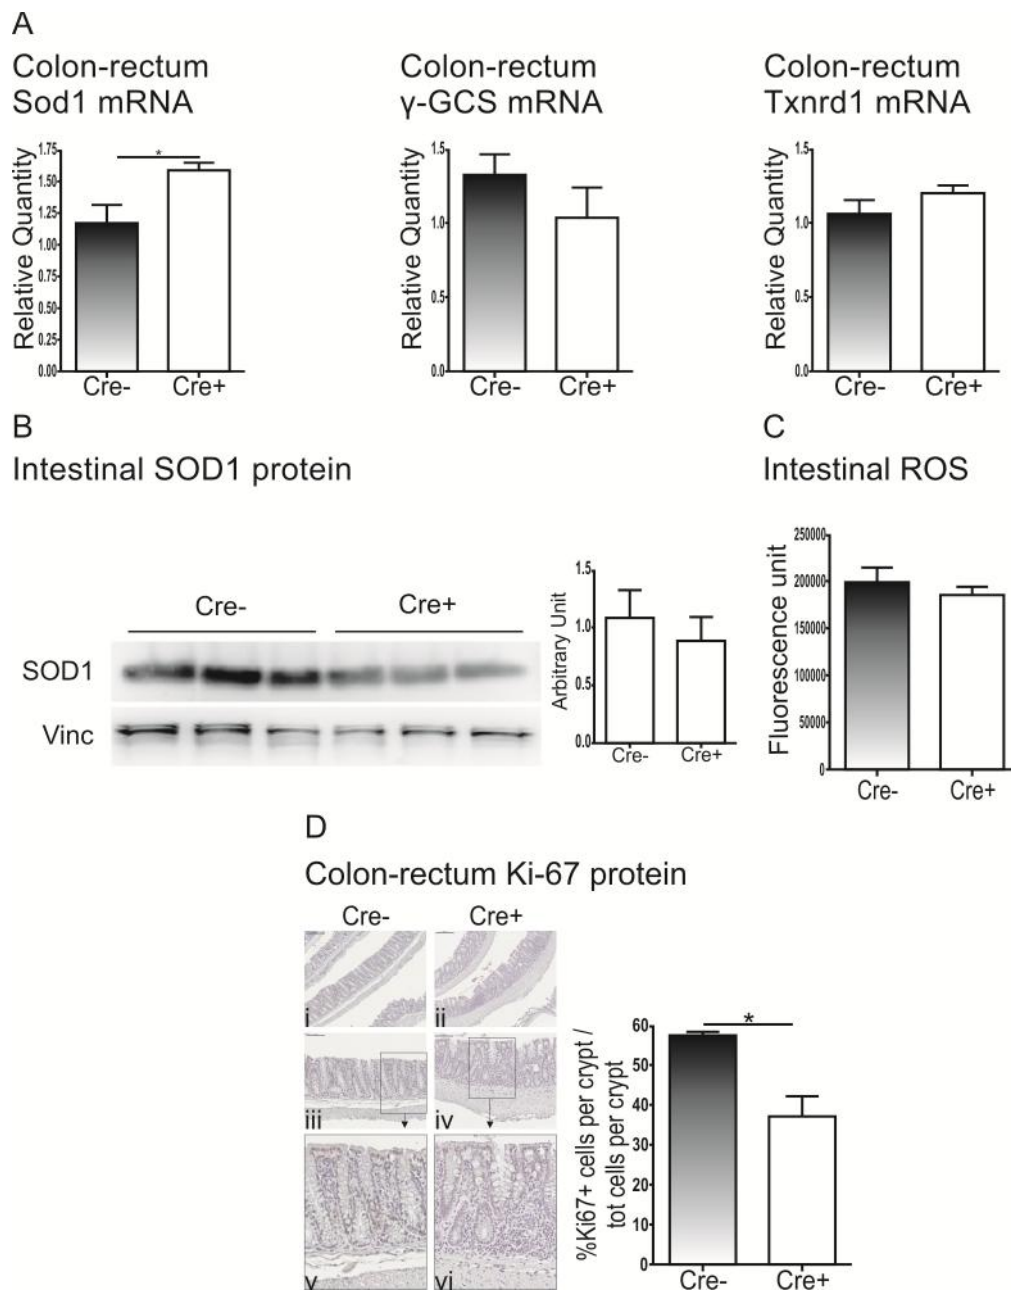 A
Colon-rectum
Sod1 mRNA
Colon-rectum
γ-GCS mRNA
Colon-rectum
Txnrd1 mRNA
Relative Quantity
1.75
1.50
1.25
1.00
0.75
0.50
0.25
0.00
*
Cre-
Cre+
Relative Quantity
1.5
1.0
0.5
0.0
Cre-
Cre+
Relative Quantity
1.5
1.0
0.5
0.0
Cre-
Cre+
B
Intestinal SOD1 protein
Cre-
Cre+
SOD1
Vinc
Arbitrary Unit
1.5
1.0
0.5
0.0
Cre-
Cre+
C
Intestinal ROS
Fluorescence unit
250000
200000
150000
100000
50000
0
Cre-
Cre+
D
Colon-rectum Ki-67 protein
Cre-
Cre+
i
ii
iii
iv
v
vi
%Ki67+ cells per crypt /
tot cells per crypt
60
50
40
30
20
10
0
*
Cre-
Cre+